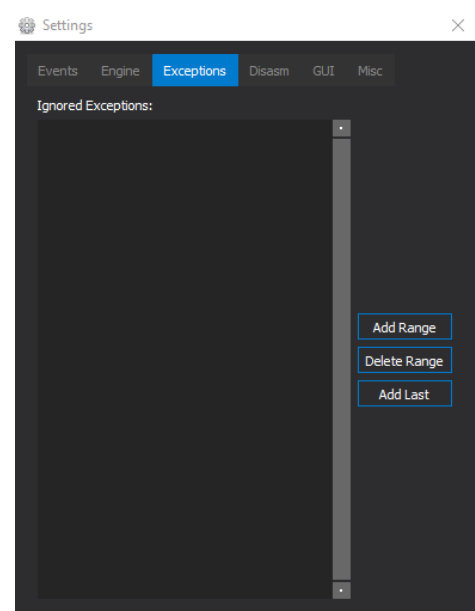 Settings
Events Engine Exceptions Disasm GUI Misc
Ignored Exceptions:
Add Range
Delete Range
Add Last